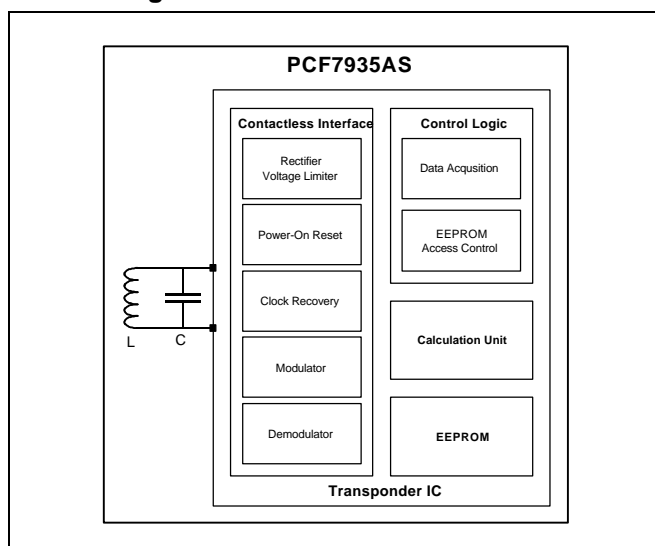 PCF7935AS
Contactless Interface
Rectifier
Voltage Limiter
Power-On Reset
Clock Recovery
Modulator
Demodulator
Control Logic
Data Acqusition
EEPROM
Access Control
Calculation Unit
EEPROM
L
C
Transponder IC